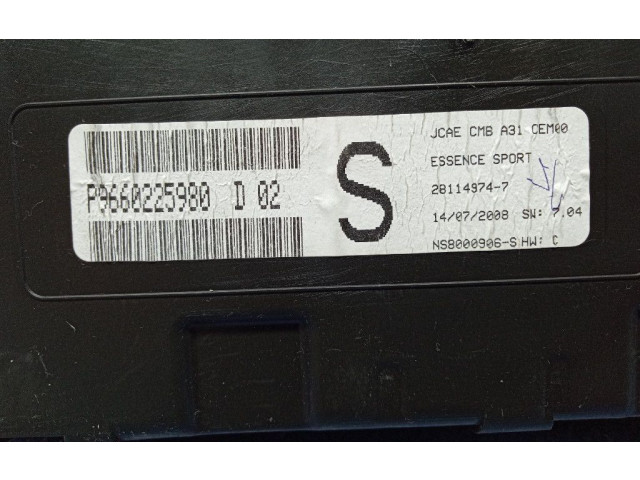 P9660225980 D 02
S
JCAE CMB A31 CEM00
ESSENCE SPORT
28114974-7
14/07/2008 SW: 7.04
NS8000906-S HW: C